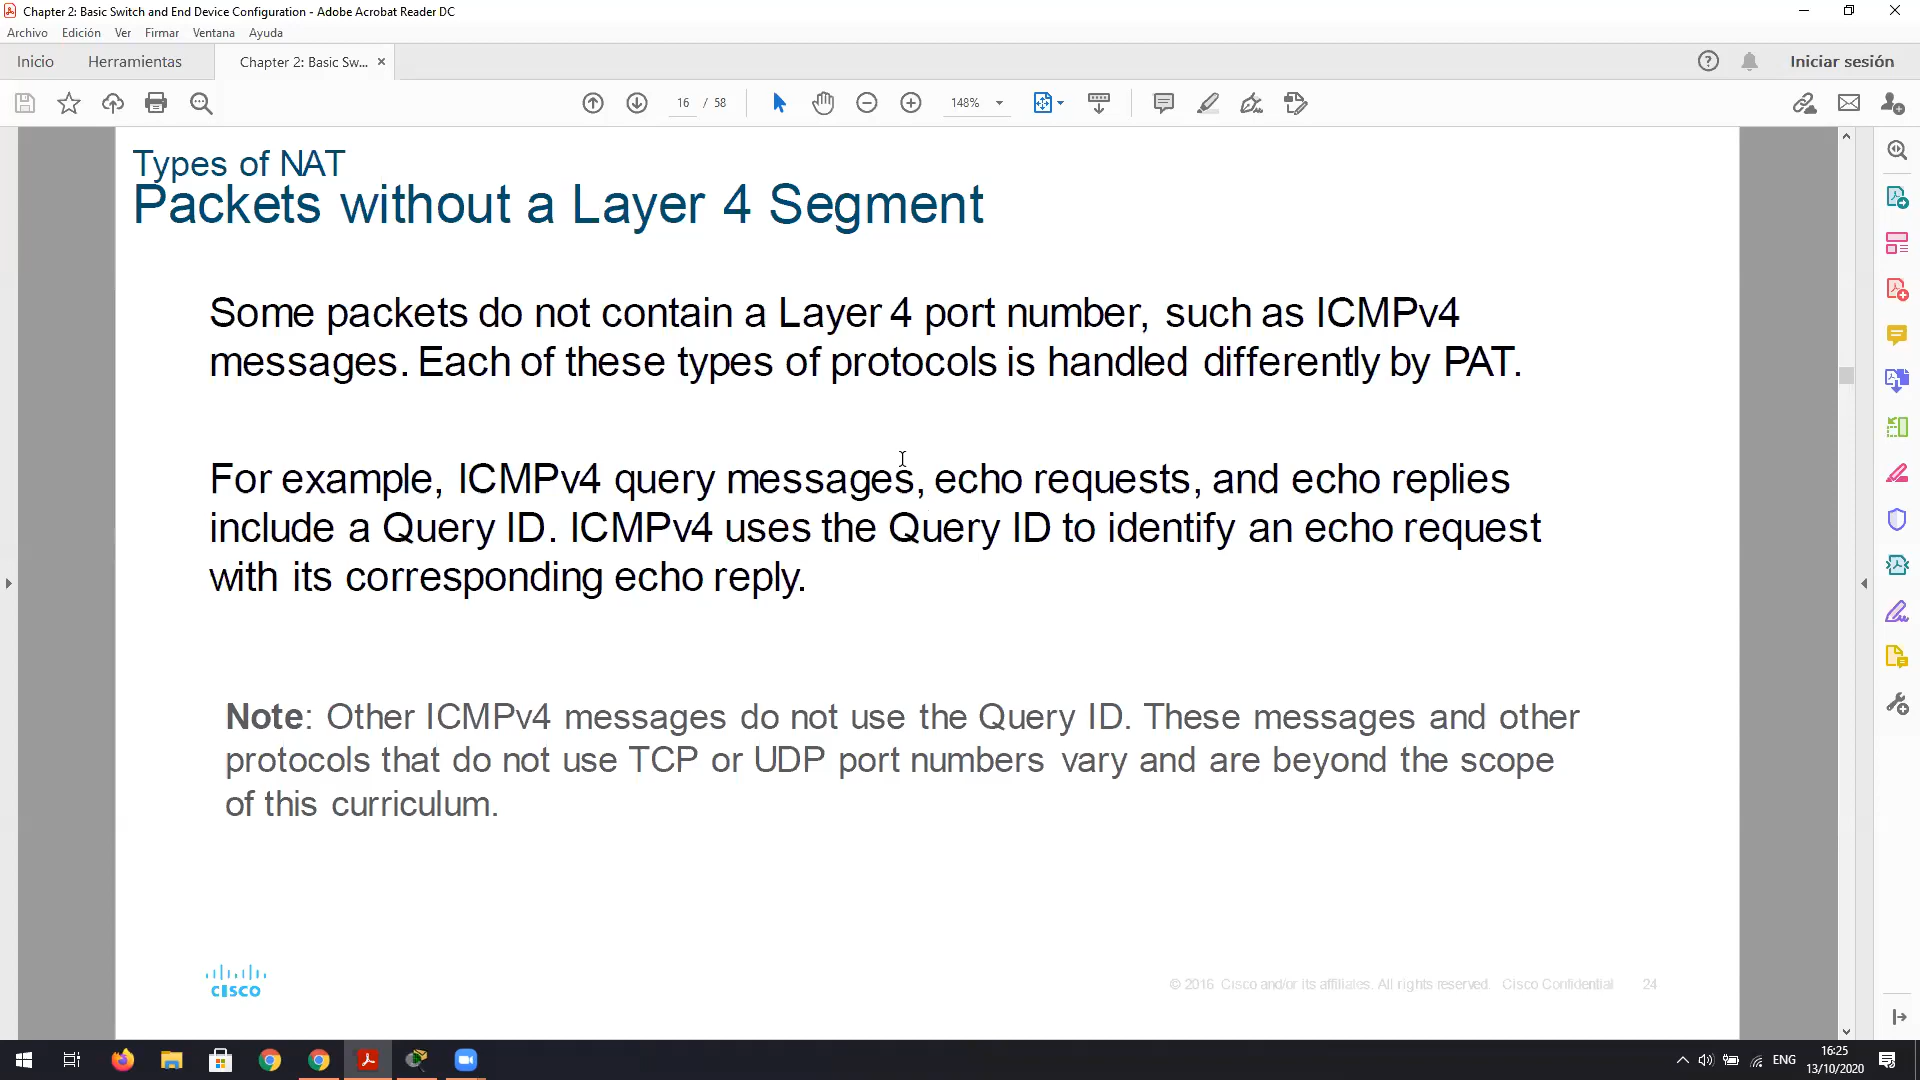 Chapter 2: Basic Switch and End Device Configuration - Adobe Acrobat Reader DC
Archivo Edición Ver Firmar Ventana Ayuda
Inicio Herramientas Chapter 2: Basic Sw... Iniciar sesión
16 / 58 148%
Types of NAT
Packets without a Layer 4 Segment
Some packets do not contain a Layer 4 port number, such as ICMPv4
messages. Each of these types of protocols is handled differently by PAT.
For example, ICMPv4 query messages, echo requests, and echo replies
include a Query ID. ICMPv4 uses the Query ID to identify an echo request
with its corresponding echo reply.
Note: Other ICMPv4 messages do not use the Query ID. These messages and other
protocols that do not use TCP or UDP port numbers vary and are beyond the scope
of this curriculum.
CISCO
© 2016 Cisco and/or its affiliates. All rights reserved. Cisco Confidential 24
ENG
16:25
13/10/2020